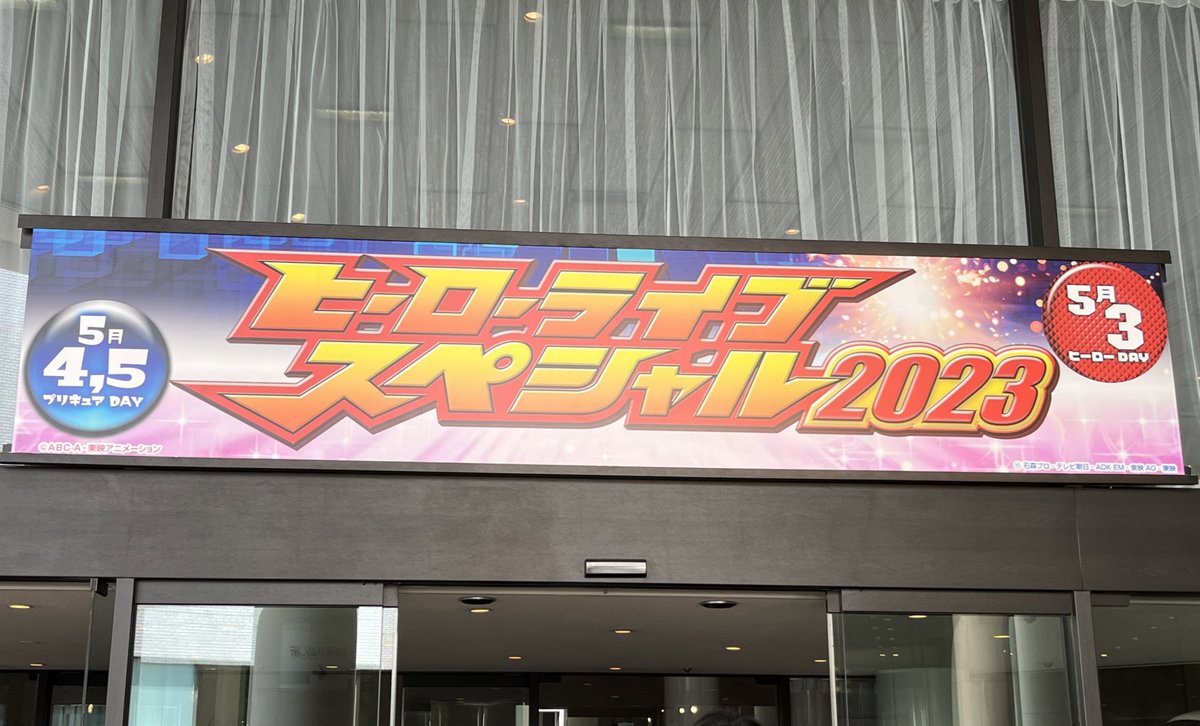 ヒーローライブ
スペシャル2023
5月
4,5
プリキュア DAY
5月
3
ヒーローDAY
©ABC-A・東映アニメーション
©石森プロ・テレビ朝日・ADK EM・東映AG・東映